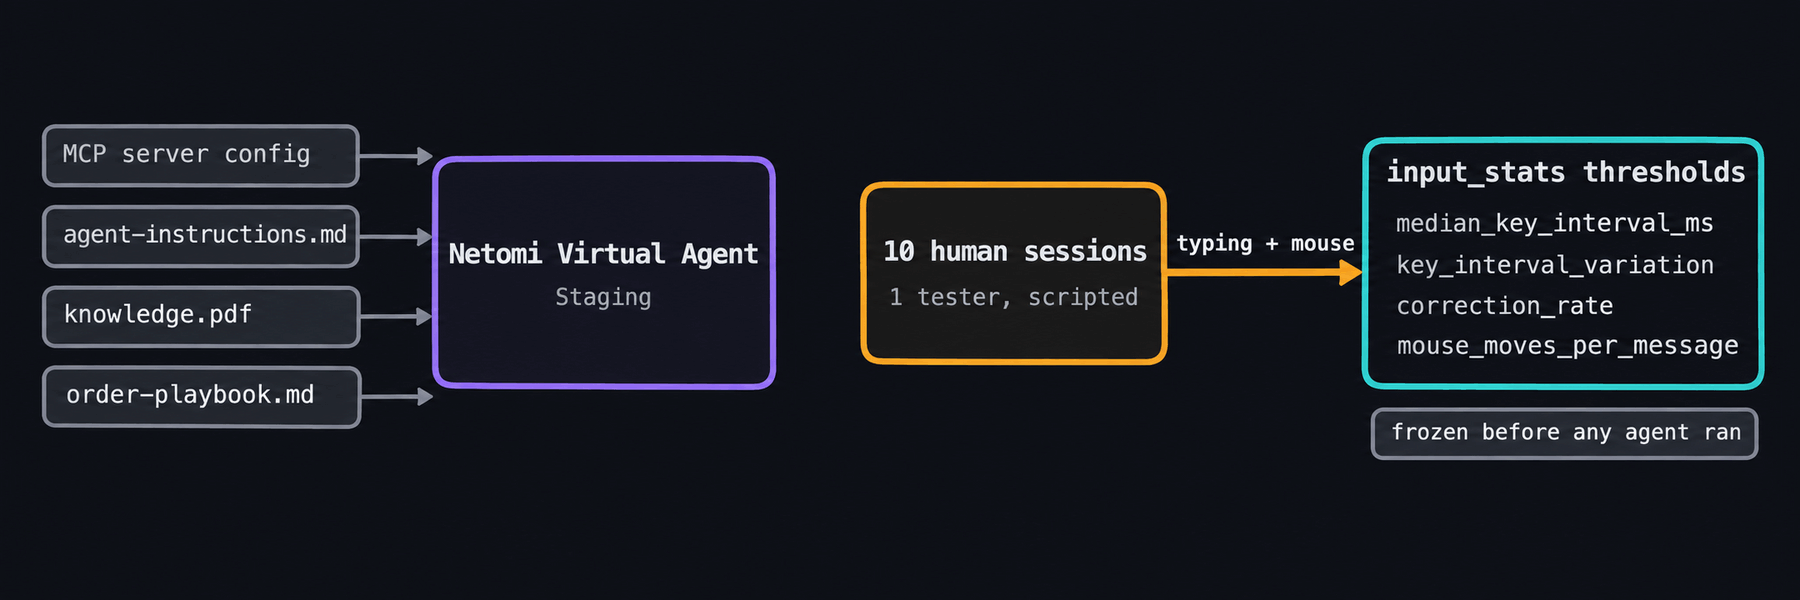 MCP server config
agent-instructions.md
knowledge.pdf
order-playbook.md
Netomi Virtual Agent
Staging
10 human sessions
1 tester, scripted
typing + mouse
input_stats thresholds
median_key_interval_ms
key_interval_variation
correction_rate
mouse_moves_per_message
frozen before any agent ran